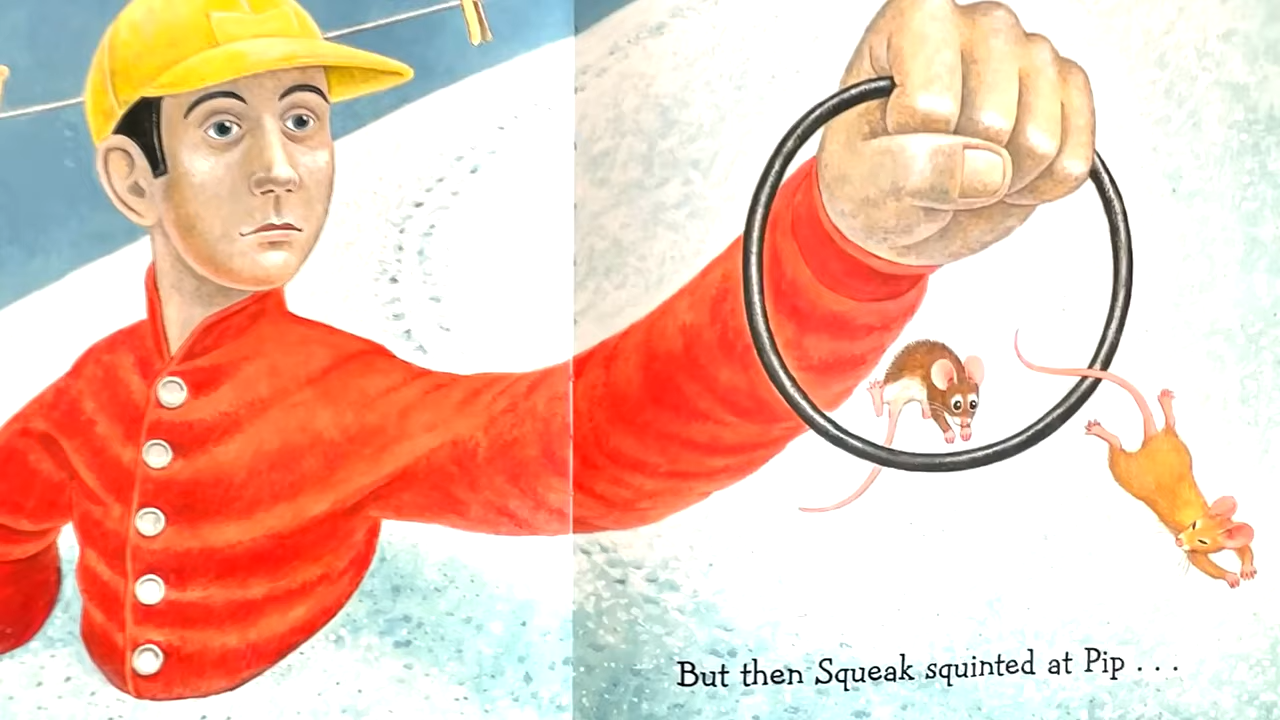 But then Squeak squinted at Pip . . .